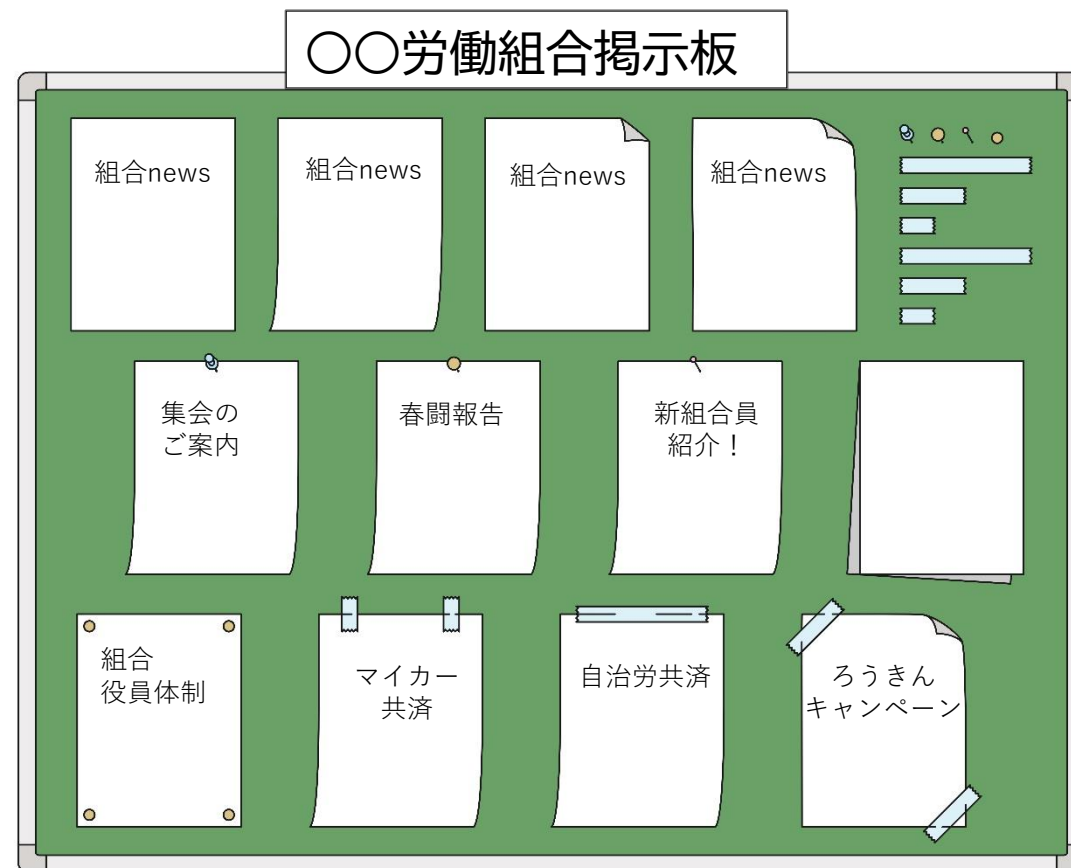 〇〇労働組合掲示板
組合news
組合news
組合news
組合news
集会の
ご案内
春闘報告
新組合員
紹介！
組合
役員体制
マイカー
共済
自治労共済
ろうきん
キャンペーン